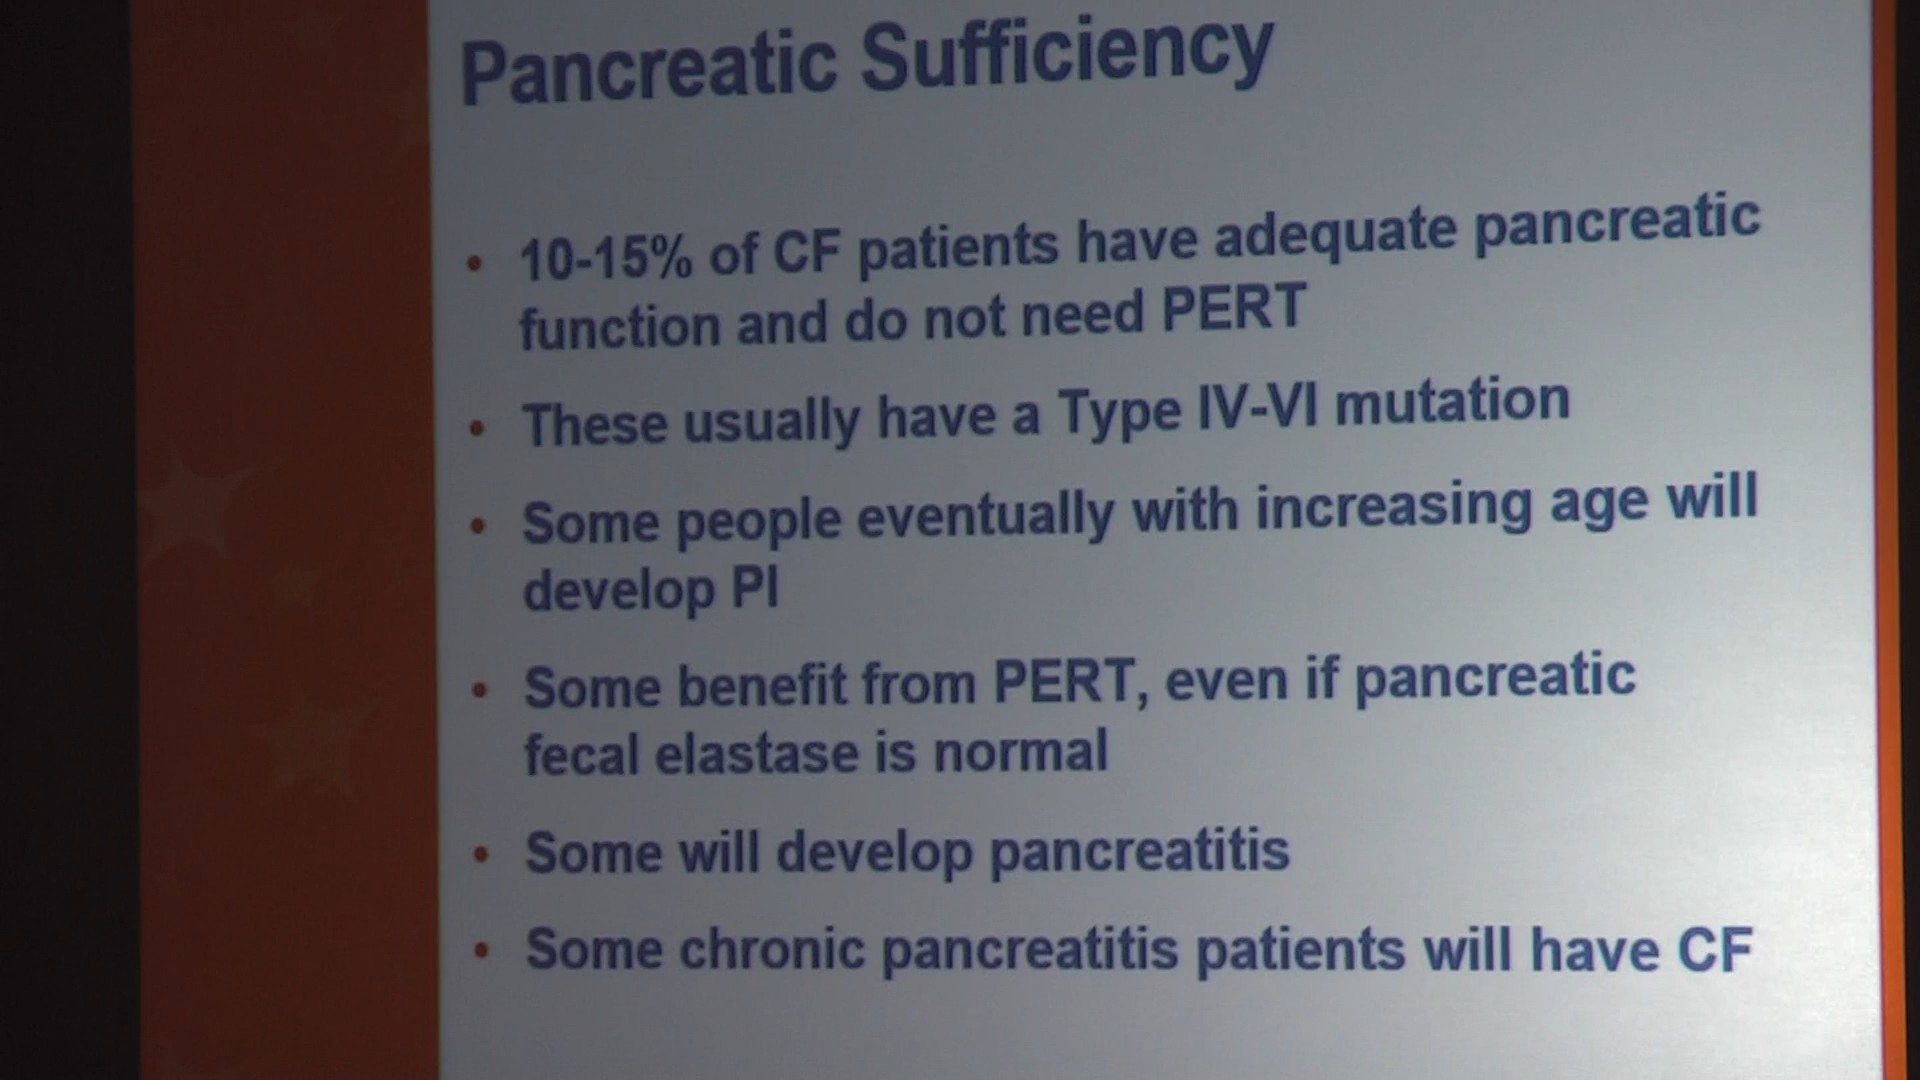 Pancreatic Sufficiency
• 10-15% of CF patients have adequate pancreatic
function and do not need PERT
• These usually have a Type IV-VI mutation
• Some people eventually with increasing age will
develop PI
• Some benefit from PERT, even if pancreatic
fecal elastase is normal
• Some will develop pancreatitis
• Some chronic pancreatitis patients will have CF